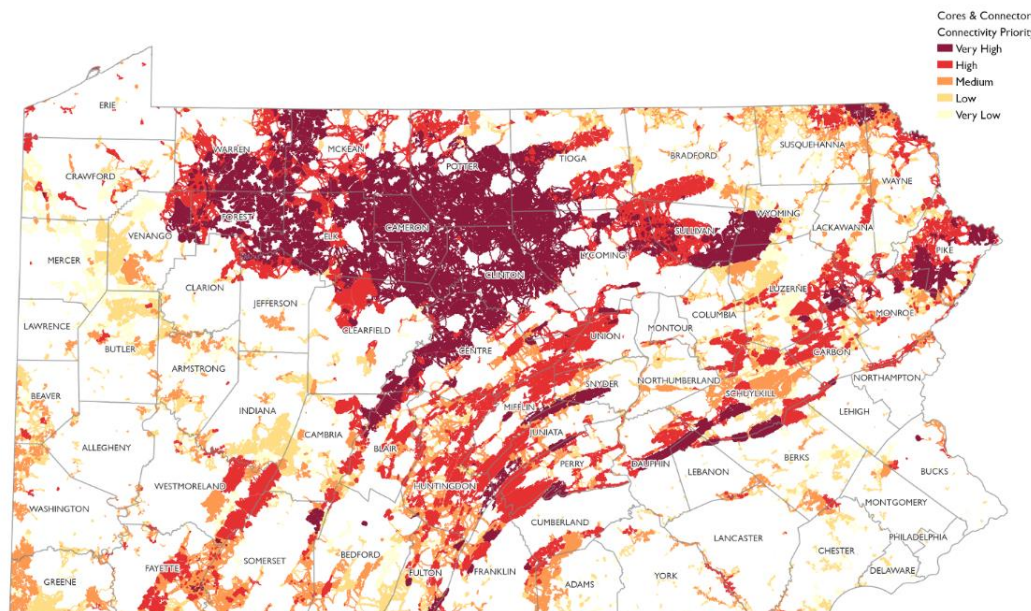 Cores & Connector
Connectivity Priority
Very High
High
Medium
Low
Very Low
ERIE
WARREN
MCKEAN
POTTER
TIOGA
BRADFORD
SUSQUEHANNA
WAYNE
CRAWFORD
FOREST
ELK
CAMERON
SULLIVAN
WYOMING
LACKAWANNA
PIKE
VENANGO
MERCER
CLINTON
LYCOMING
LUZERNE
CLARION
JEFFERSON
CLEARFIELD
COLUMBIA
MONROE
LAWRENCE
BUTLER
CENTRE
UNION
MONTOUR
CARBON
ARMSTRONG
SNYDER
NORTHUMBERLAND
NORTHAMPTON
BEAVER
INDIANA
MIFFLIN
SCHUYLKILL
LEHIGH
ALLEGHENY
CAMBRIA
BLAIR
JUNIATA
PERRY
DAUPHIN
LEBANON
BERKS
BUCKS
WESTMORELAND
HUNTINGDON
MONTGOMERY
WASHINGTON
CUMBERLAND
LANCASTER
PHILADELPHIA
SOMERSET
BEDFORD
CHESTER
GREENE
FAYETTE
FULTON
FRANKLIN
ADAMS
YORK
DELAWARE